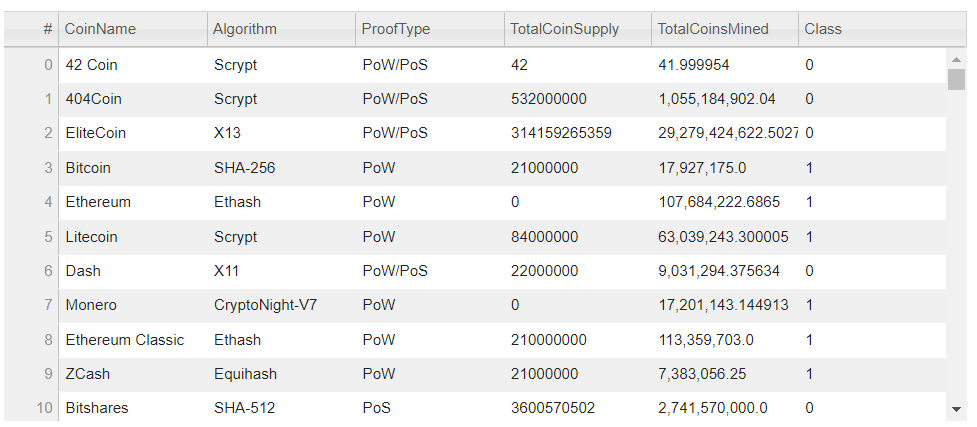 # CoinName Algorithm ProofType TotalCoinSupply TotalCoinsMined Class
0 42 Coin Scrypt PoW/PoS 42 41.999954 0
1 404Coin Scrypt PoW/PoS 532000000 1,055,184,902.04 0
2 EliteCoin X13 PoW/PoS 314159265359 29,279,424,622.5027 0
3 Bitcoin SHA-256 PoW 21000000 17,927,175.0 1
4 Ethereum Ethash PoW 0 107,684,222.6865 1
5 Litecoin Scrypt PoW 84000000 63,039,243.300005 1
6 Dash X11 PoW/PoS 22000000 9,031,294.375634 0
7 Monero CryptoNight-V7 PoW 0 17,201,143.144913 1
8 Ethereum Classic Ethash PoW 210000000 113,359,703.0 1
9 ZCash Equihash PoW 21000000 7,383,056.25 1
10 Bitshares SHA-512 PoS 3600570502 2,741,570,000.0 0